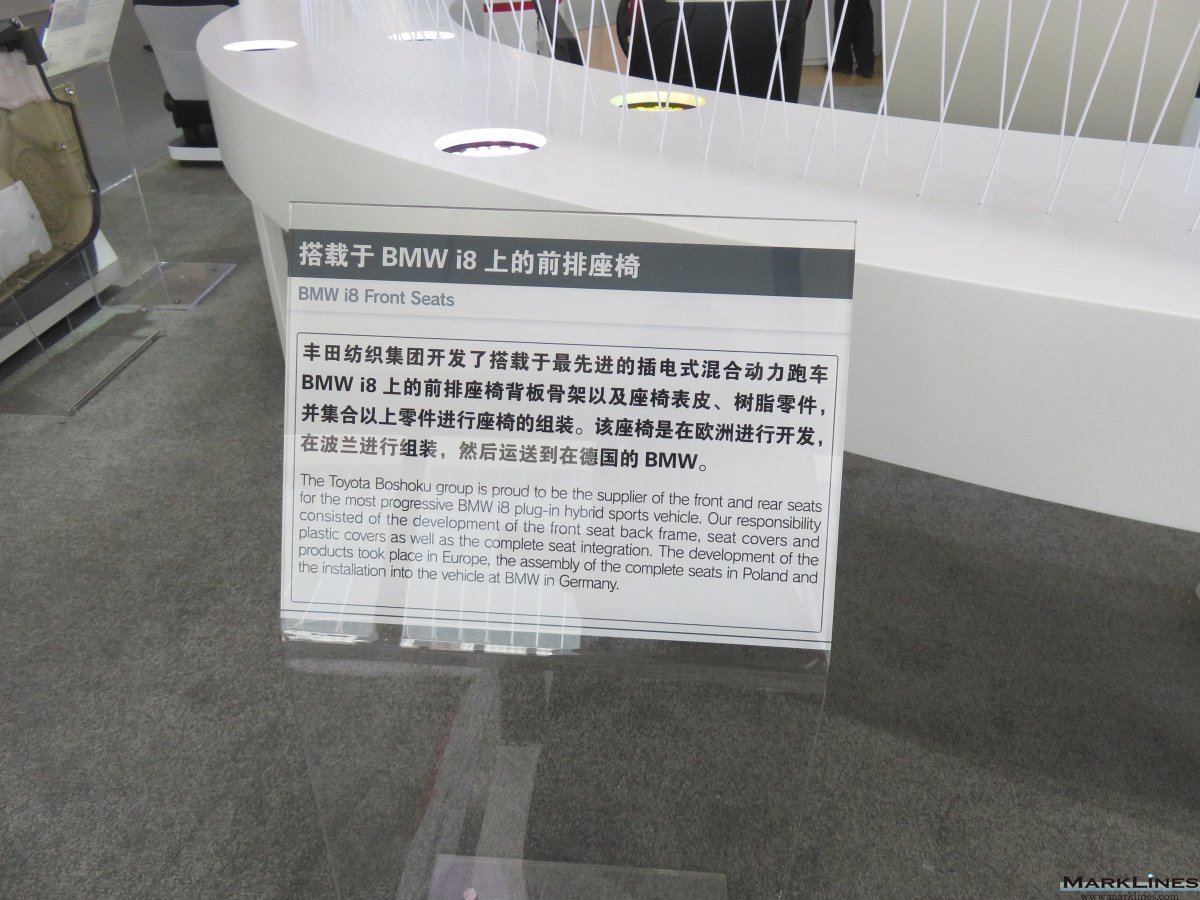 搭载于 BMW i8 上的前排座椅
BMW i8 Front Seats
丰田纺织集团开发了搭载于最先进的插电式混合动力跑车
BMW i8 上的前排座椅背板骨架以及座椅表皮、树脂零件，
并集合以上零件进行座椅的组装。该座椅是在欧洲进行开发，
在波兰进行组装，然后运送到在德国的 BMW。
The Toyota Boshoku group is proud to be the supplier of the front and rear seats
for the most progressive BMW i8 plug-in hybrid sports vehicle. Our responsibility
consisted of the development of the front seat back frame, seat covers and
plastic covers as well as the complete seat integration. The development of the
products took place in Europe, the assembly of the complete seats in Poland and
the installation into the vehicle at BMW in Germany.
MARKLINES
www.marklines.com